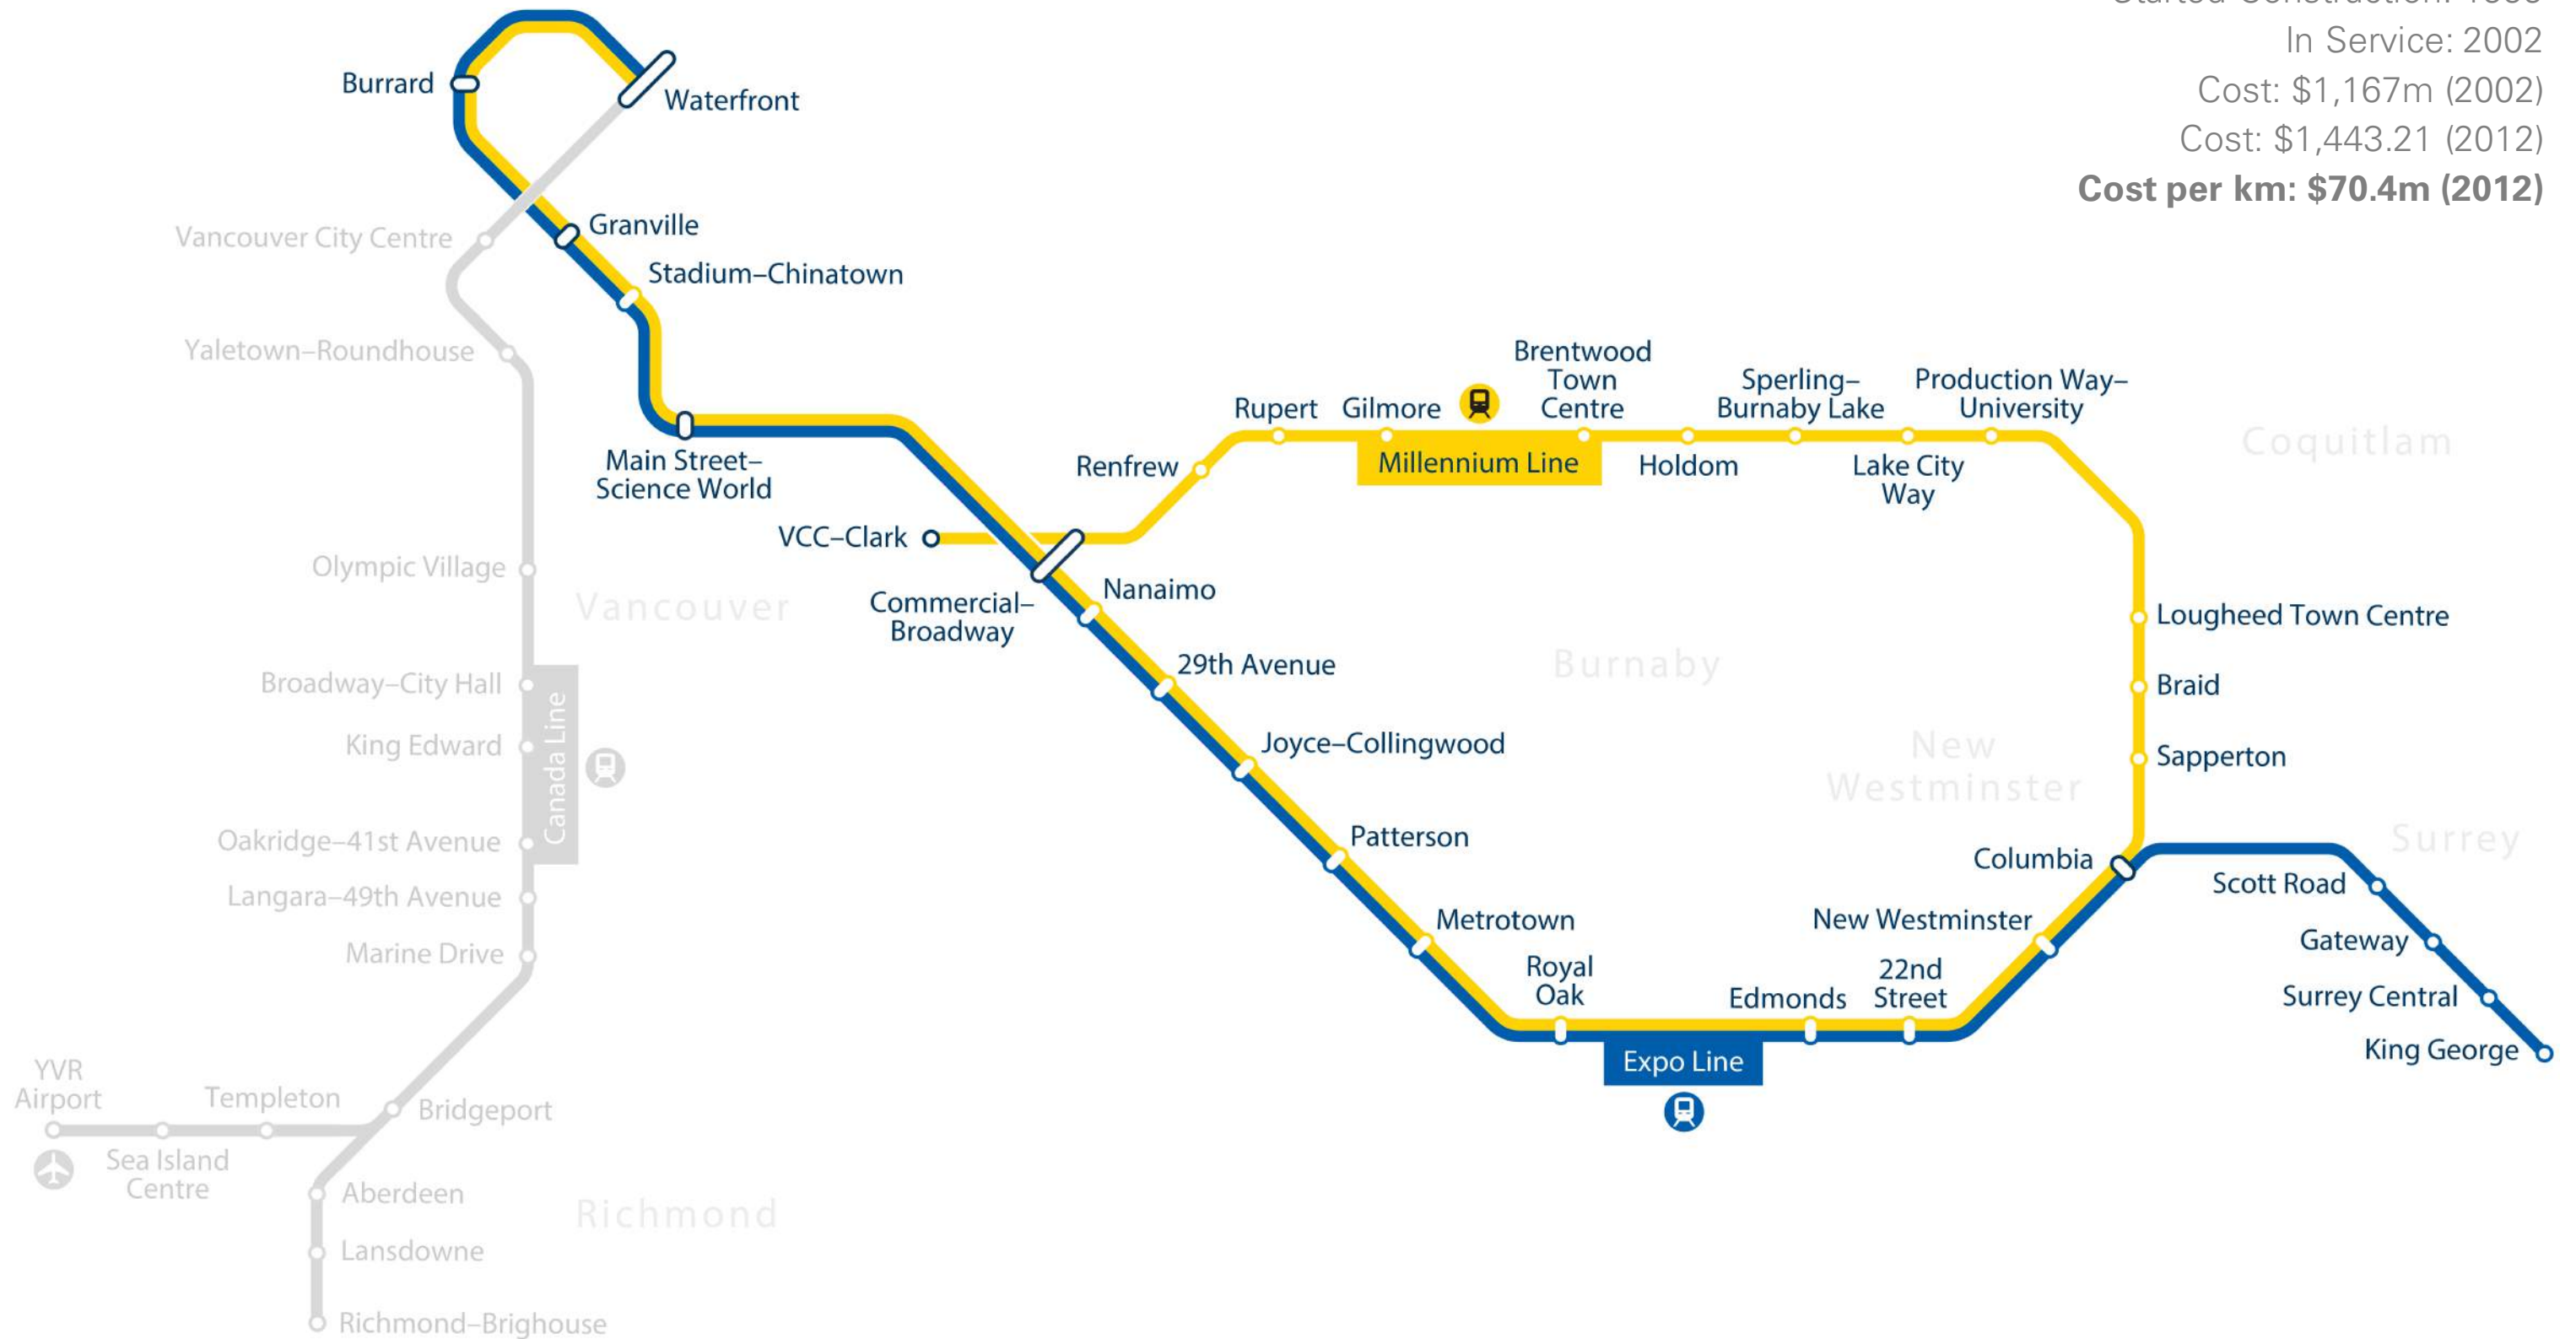 In Service: 2002
Cost: $1,167m (2002)
Cost: $1,443.21 (2012)
Cost per km: $70.4m (2012)
Burrard
Waterfront
Vancouver City Centre
Granville
Stadium–Chinatown
Yaletown–Roundhouse
Main Street–
Science World
VCC–Clark
Commercial–
Broadway
Renfrew
Rupert
Gilmore
Millennium Line
Brentwood
Town
Centre
Holdom
Sperling–
Burnaby Lake
Lake City
Way
Production Way–
University
Coquitlam
Olympic Village
Vancouver
Nanaimo
29th Avenue
Burnaby
Lougheed Town Centre
Braid
Sapperton
Broadway–City Hall
King Edward
Canada Line
Oakridge–41st Avenue
Langara–49th Avenue
Marine Drive
Joyce–Collingwood
Patterson
Metrotown
Royal
Oak
Edmonds
22nd
Street
Expo Line
New Westminster
Columbia
New
Westminster
Surrey
Scott Road
Gateway
Surrey Central
King George
YVR
Airport
Templeton
Bridgeport
Sea Island
Centre
Aberdeen
Richmond
Lansdowne
Richmond–Brighouse